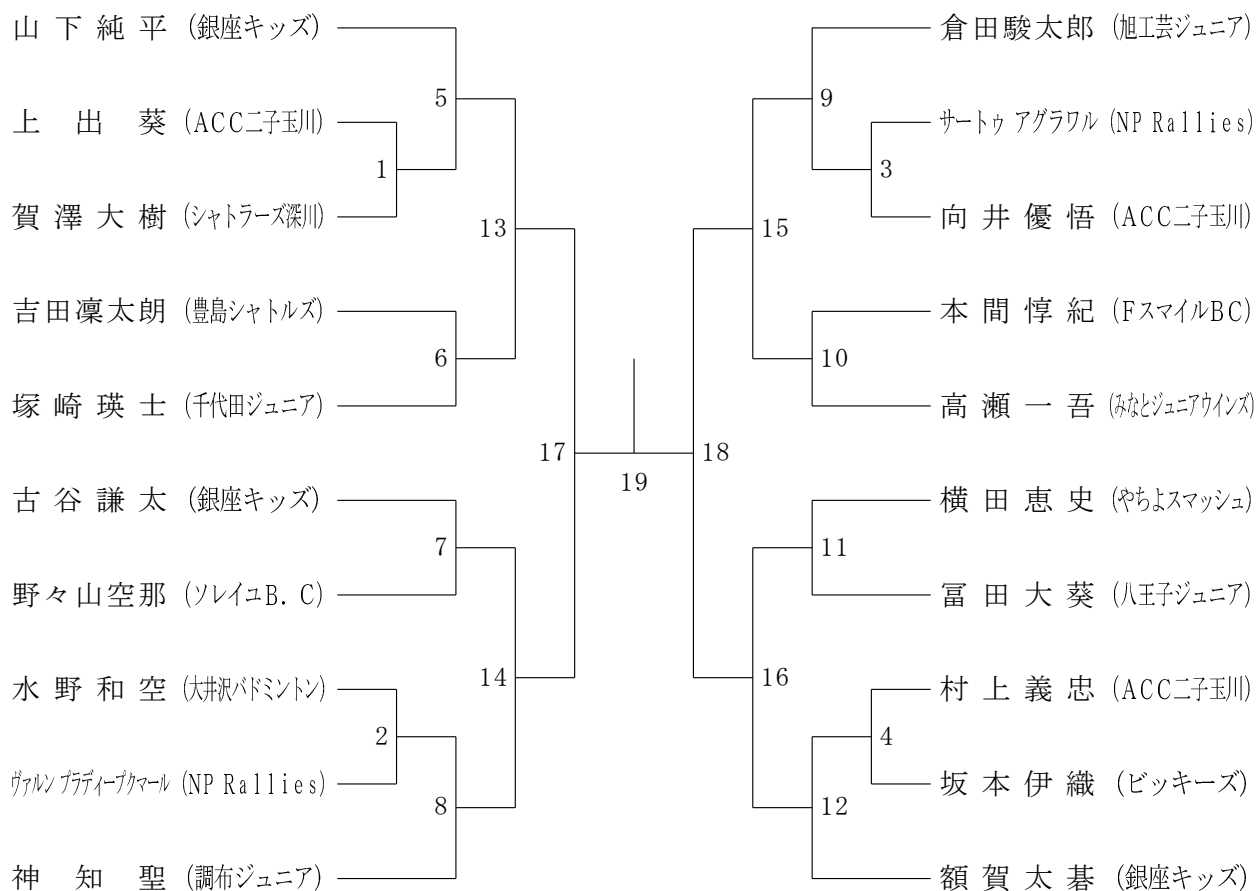 山下純平 (銀座キッズ)
5
上出葵 (ACC二子玉川)
1
賀澤大樹 (シャトラーズ深川)
13
吉田凜太朗 (豊島シャトルズ)
6
塚崎瑛士 (千代田ジュニア)
17
古谷謙太 (銀座キッズ)
7
野々山空那 (ソレイユB.C)
14
水野和空 (大井沢バドミントン)
2
ヴァルン プラディープクマール (NP Rallies)
8
神知聖 (調布ジュニア)
19
倉田駿太郎 (旭工芸ジュニア)
9
サートゥ アグラワル (NP Rallies)
3
向井優悟 (ACC二子玉川)
15
本間惇紀 (FスマイルBC)
10
高瀬一吾 (みなとジュニアウインズ)
18
横田恵史 (やちよスマッシュ)
11
冨田大葵 (八王子ジュニア)
16
村上義忠 (ACC二子玉川)
4
坂本伊織 (ビッキーズ)
12
額賀太碁 (銀座キッズ)